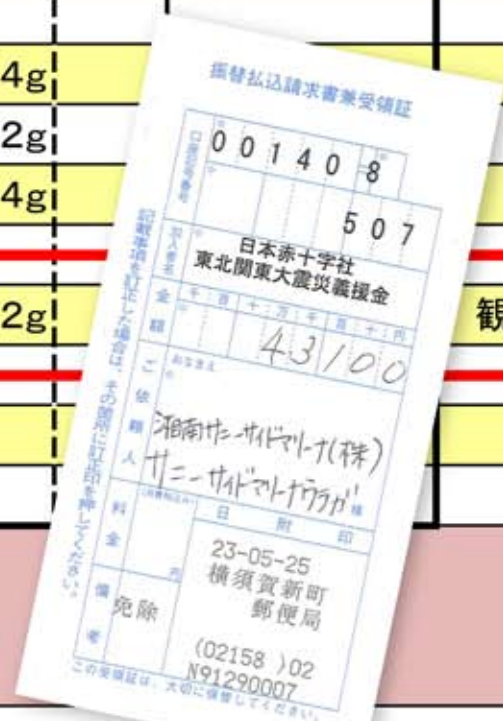 4g
2g
4g
2g
観
振替払込請求書兼受領証
口座記号番号
00140 8
507
加入者名
日本赤十字社
東北関東大震災義援金
金額
千 百 十 万 千 百 十 円
43100
ご依頼人
おなまえ
湘南サニーサイドマリーナ(株)
サニーサイドマリーナウラガ 様
料金
(消費税込み)
円
日附印
23-05-25
横須賀新町
郵便局
(02158 )02
N91290007
備考
免除
記載事項を訂正した場合は、その箇所に訂正印を押してください。
この受領証は、大切に保管してください。